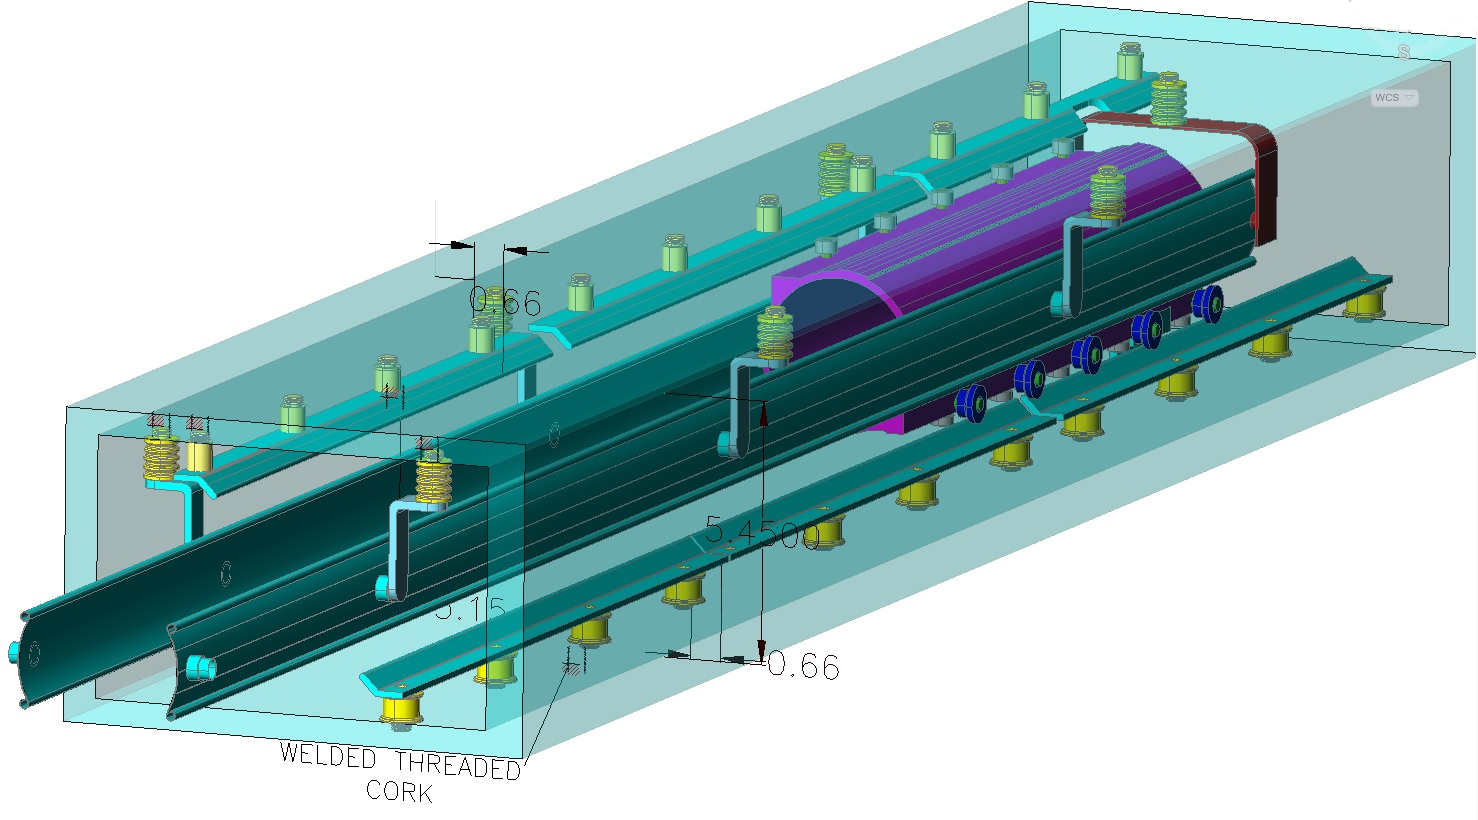 S
WCS
0.66
5.4500
5.15
0.66
WELDED THREADED
CORK